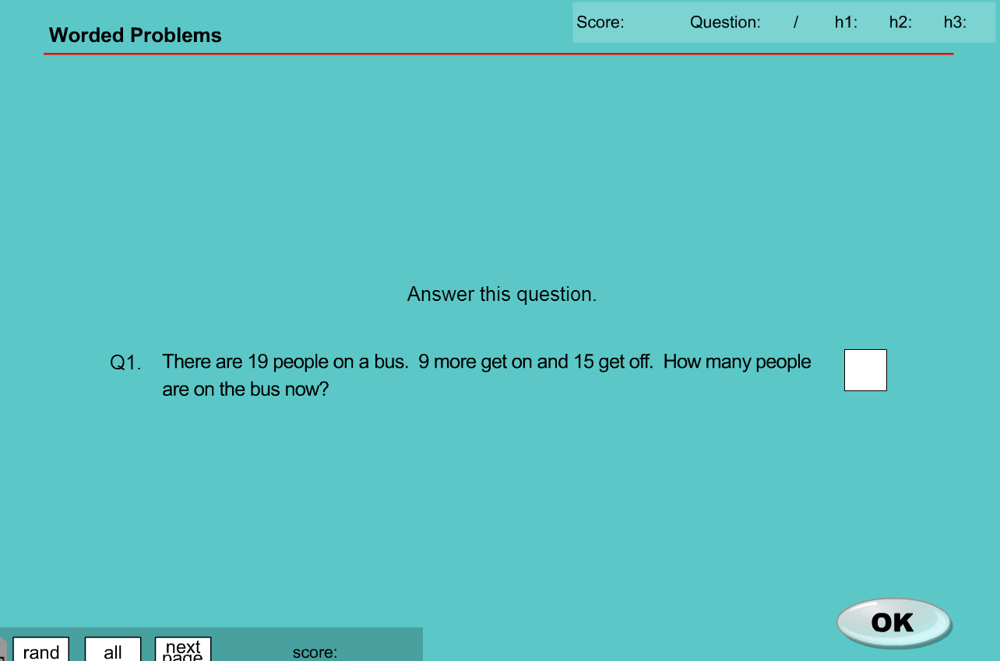 Worded Problems
Score: Question: / h1: h2: h3:
Answer this question.
Q1. There are 19 people on a bus.  9 more get on and 15 get off.  How many people
are on the bus now?
OK
rand all next
page
score: